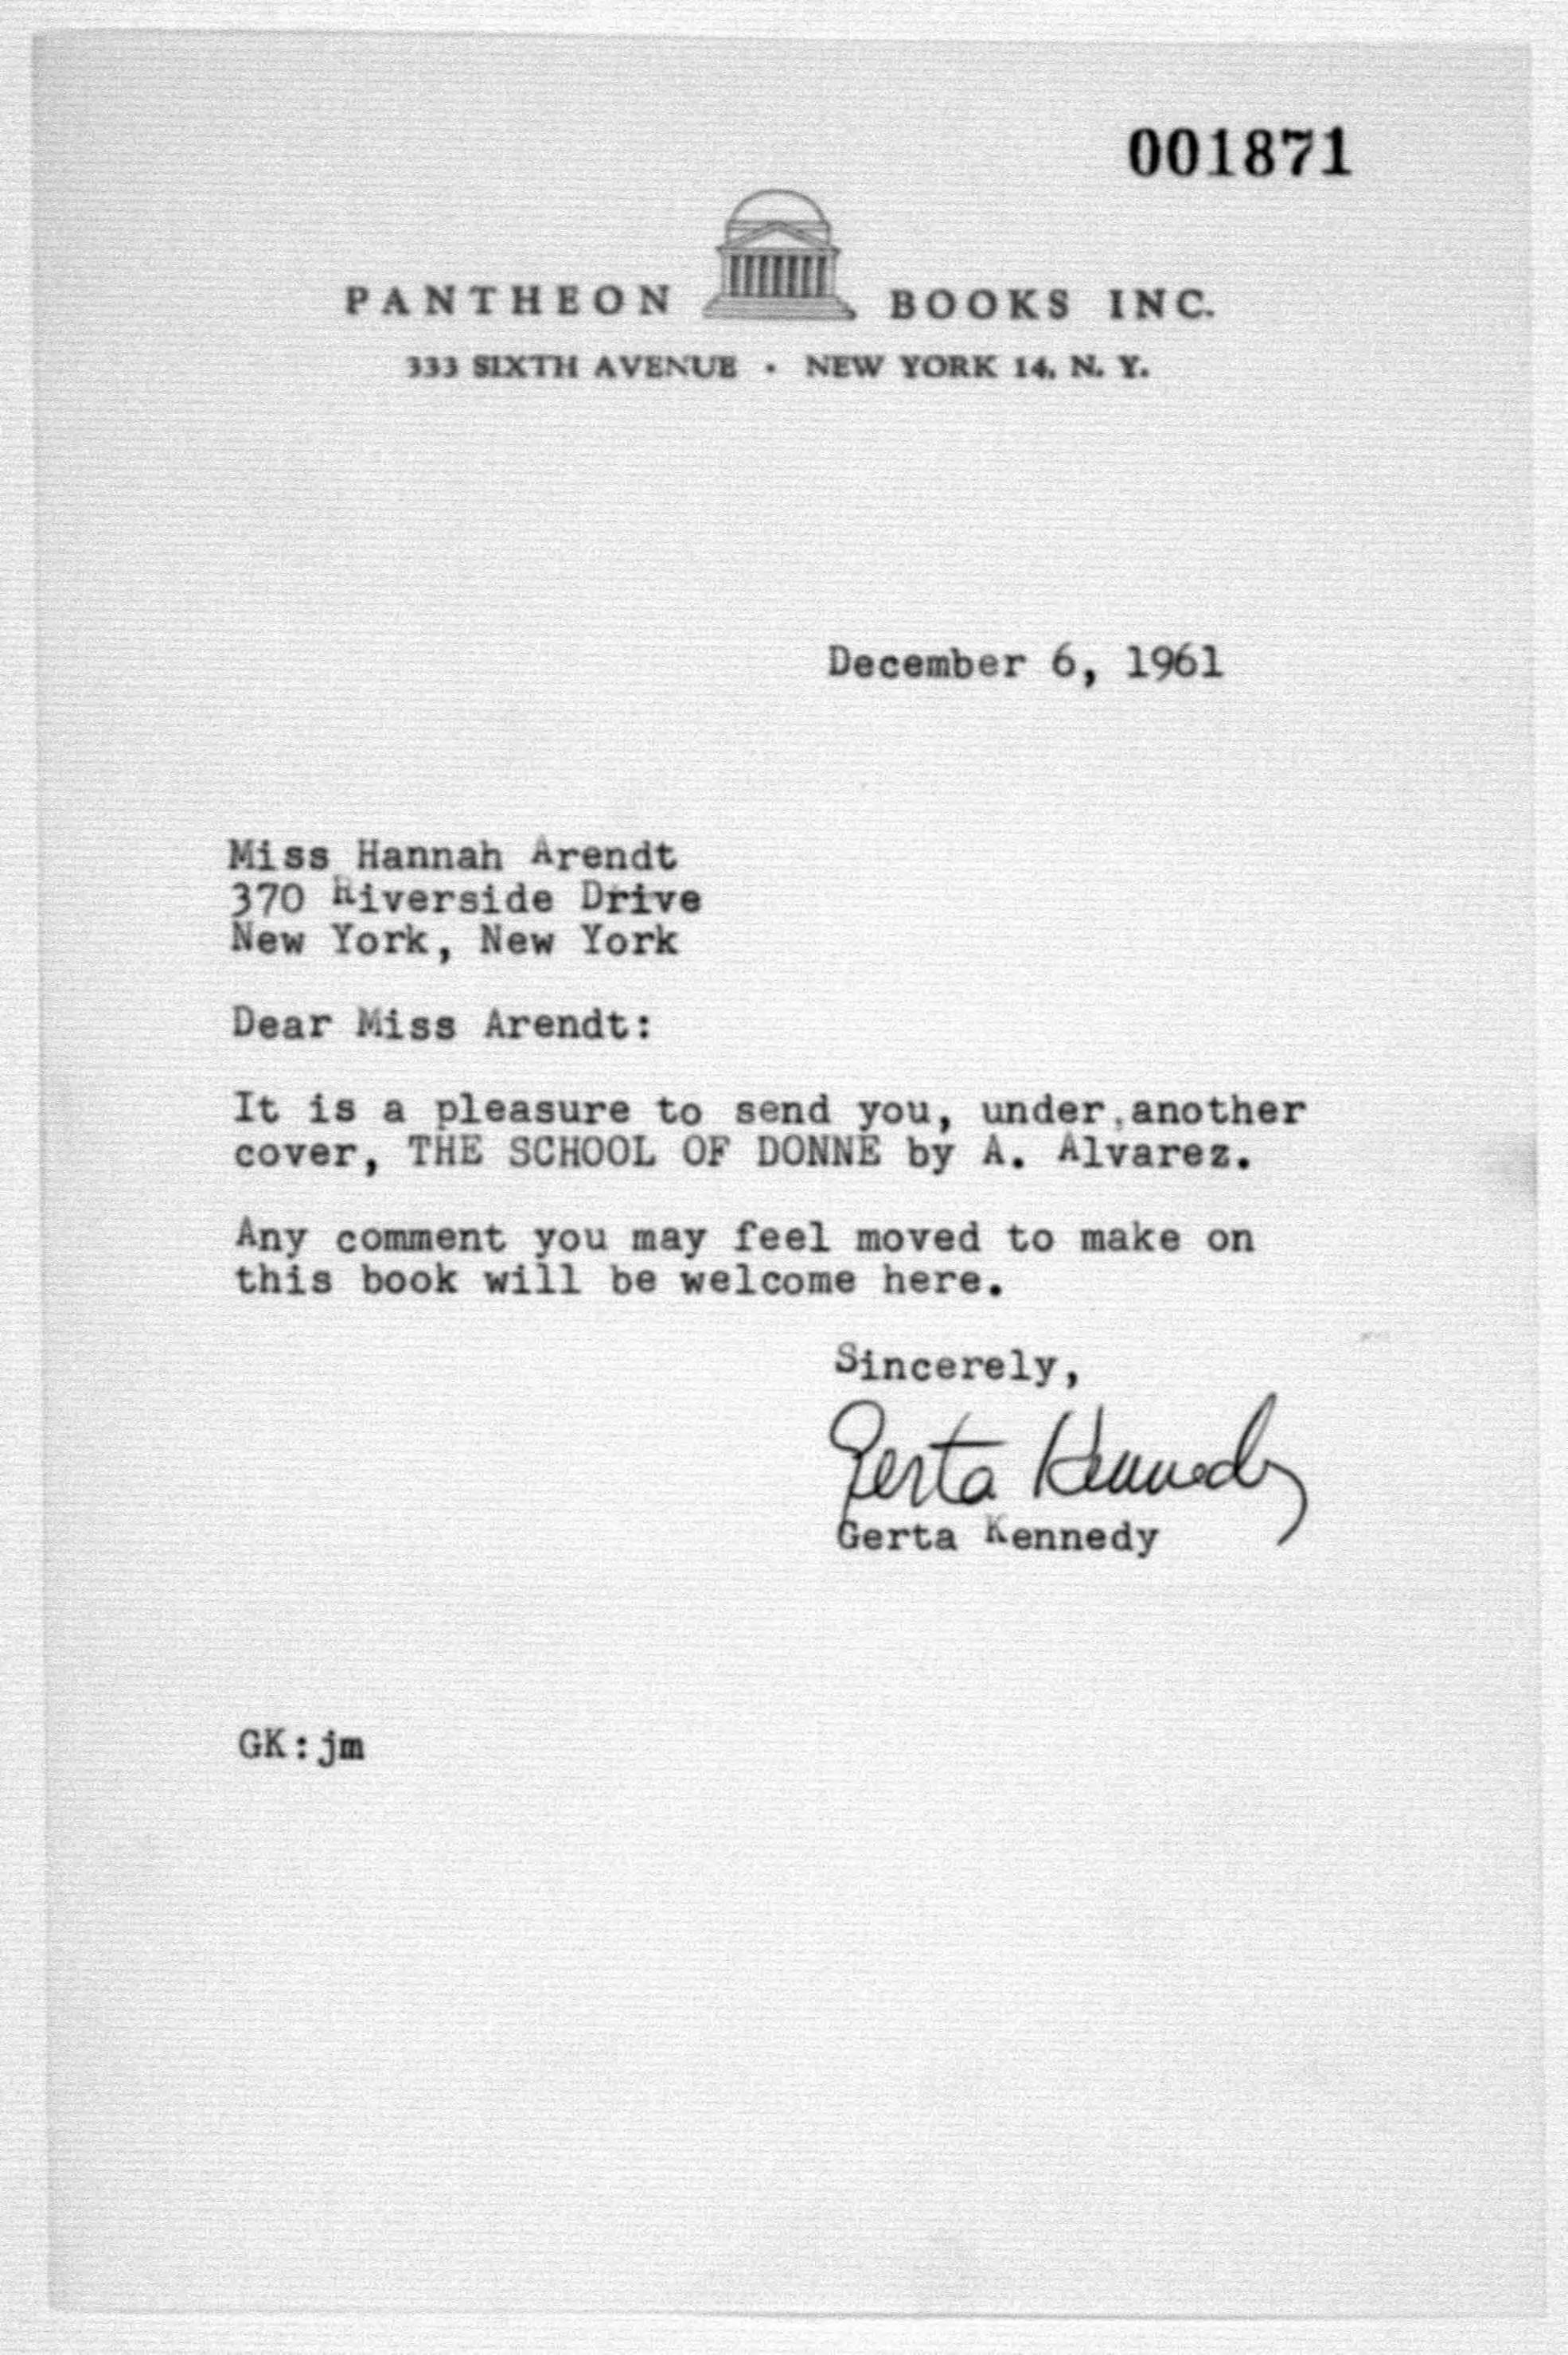 001871
PANTHEON BOOKS INC.
333 SIXTH AVENUE · NEW YORK 14, N. Y.
December 6, 1961
Miss Hannah Arendt
370 Riverside Drive
New York, New York
Dear Miss Arendt:
It is a pleasure to send you, under another
cover, THE SCHOOL OF DONNE by A. Alvarez.
Any comment you may feel moved to make on
this book will be welcome here.
Sincerely,
Gerta Kennedy
Gerta Kennedy
GK:jm